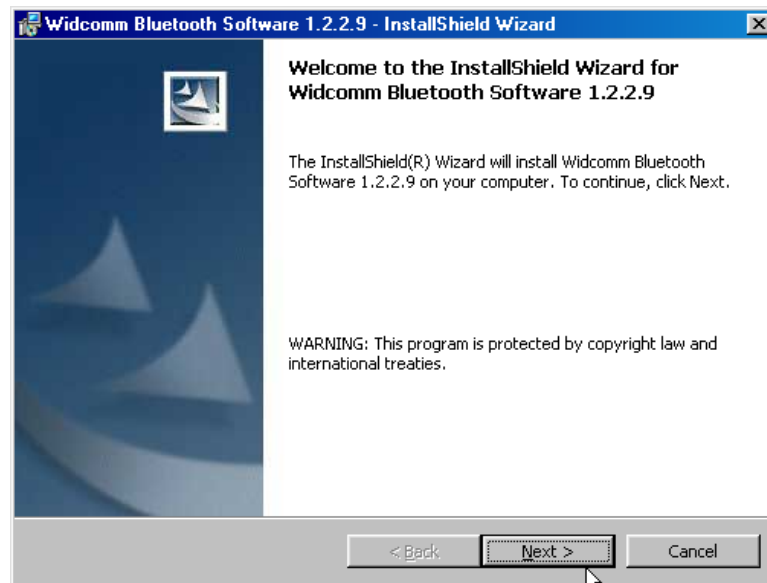 Widcomm Bluetooth Software 1.2.2.9 - InstallShield Wizard
Welcome to the InstallShield Wizard for
Widcomm Bluetooth Software 1.2.2.9
The InstallShield(R) Wizard will install Widcomm Bluetooth
Software 1.2.2.9 on your computer. To continue, click Next.
WARNING: This program is protected by copyright law and
international treaties.
< Back Next > Cancel